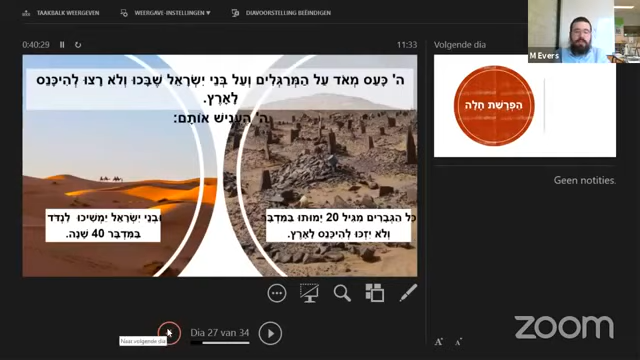 TAAKBALK WEERGEVEN
WEERGAVE-INSTELLINGEN ▼
DIAVOORSTELLING BEËINDIGEN
0:40:29
11:33
Volgende dia
M Evers
ה' כָּעַס מְאֹד עַל הַמְּרַגְּלִים וְעַל בְּנֵי יִשְׂרָאֵל שֶׁבָּכוּ וְלֹא רָצוּ לְהִיכָּנֵס
לָאָרֶץ.
ה' הֶעֱנִישׁ אוֹתָם:
הַפְרָשַׁת חַלָּה
Geen notities.
כָּל הַגְּבָרִים מִגִּיל 20 יָמוּתוּ בַּמִּדְבָּר
וְלֹא יִזְכּוּ לְהִיכָּנֵס לָאָרֶץ.
וּבְנֵי יִשְׂרָאֵל יַמְשִׁיכוּ לִנְדֹּד
בַּמִּדְבָּר 40 שָׁנָה.
Dia 27 van 34
Naar volgende dia
A A
zoom